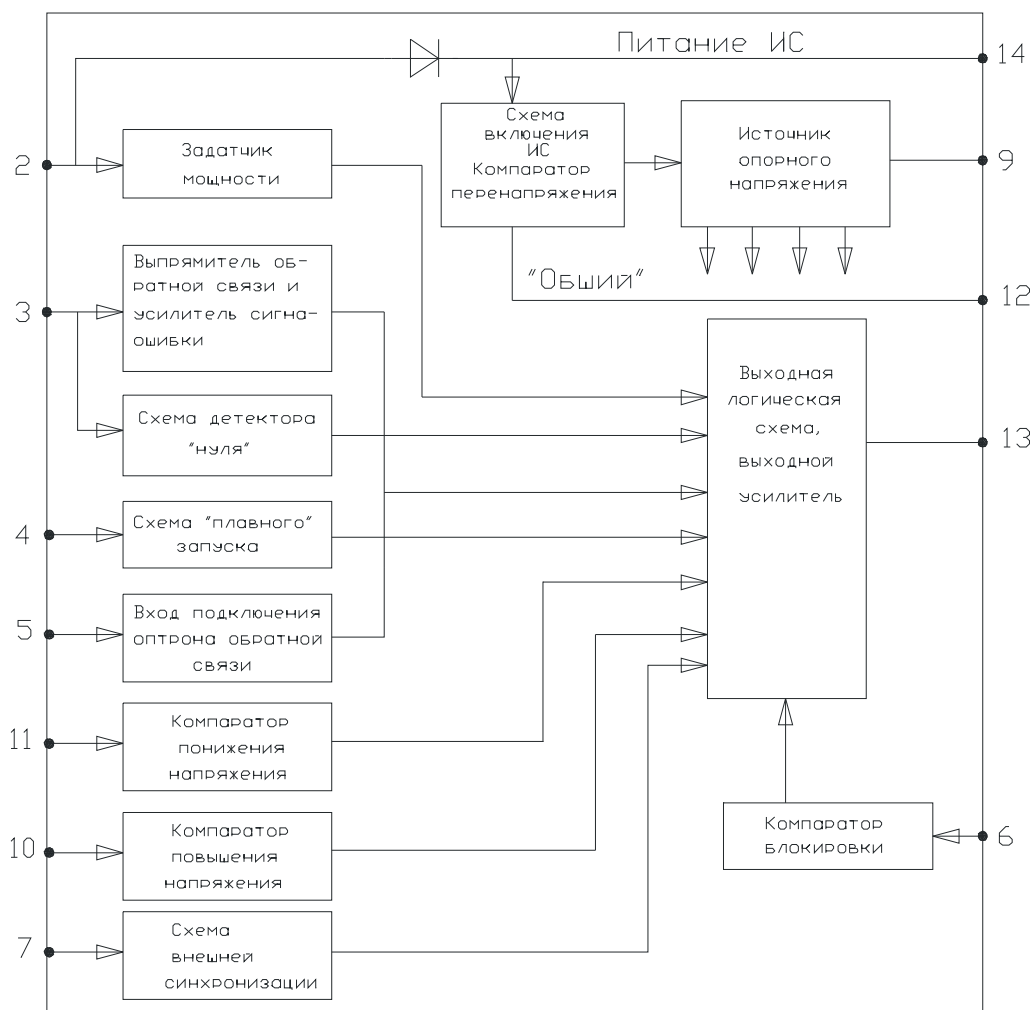 Питание ИС
14
2
Задатчик
мощности
Схема
включения
ИС
Компаратор
перенапряжения
Источник
опорного
напряжения
9
3
Выпрямитель об-
ратной связи и
усилитель сигна-
ошибки
"Обший"
12
Схема детектора
"нуля"
Выходная
логическая
схема,
выходной
усилитель
13
4
Схема "плавного"
запуска
5
Вход подключения
оптрона обратной
связи
11
Компаратор
понижения
напряжения
10
Компаратор
повышения
напряжения
Компаратор
блокировки
6
7
Схема
внешней
синхронизации